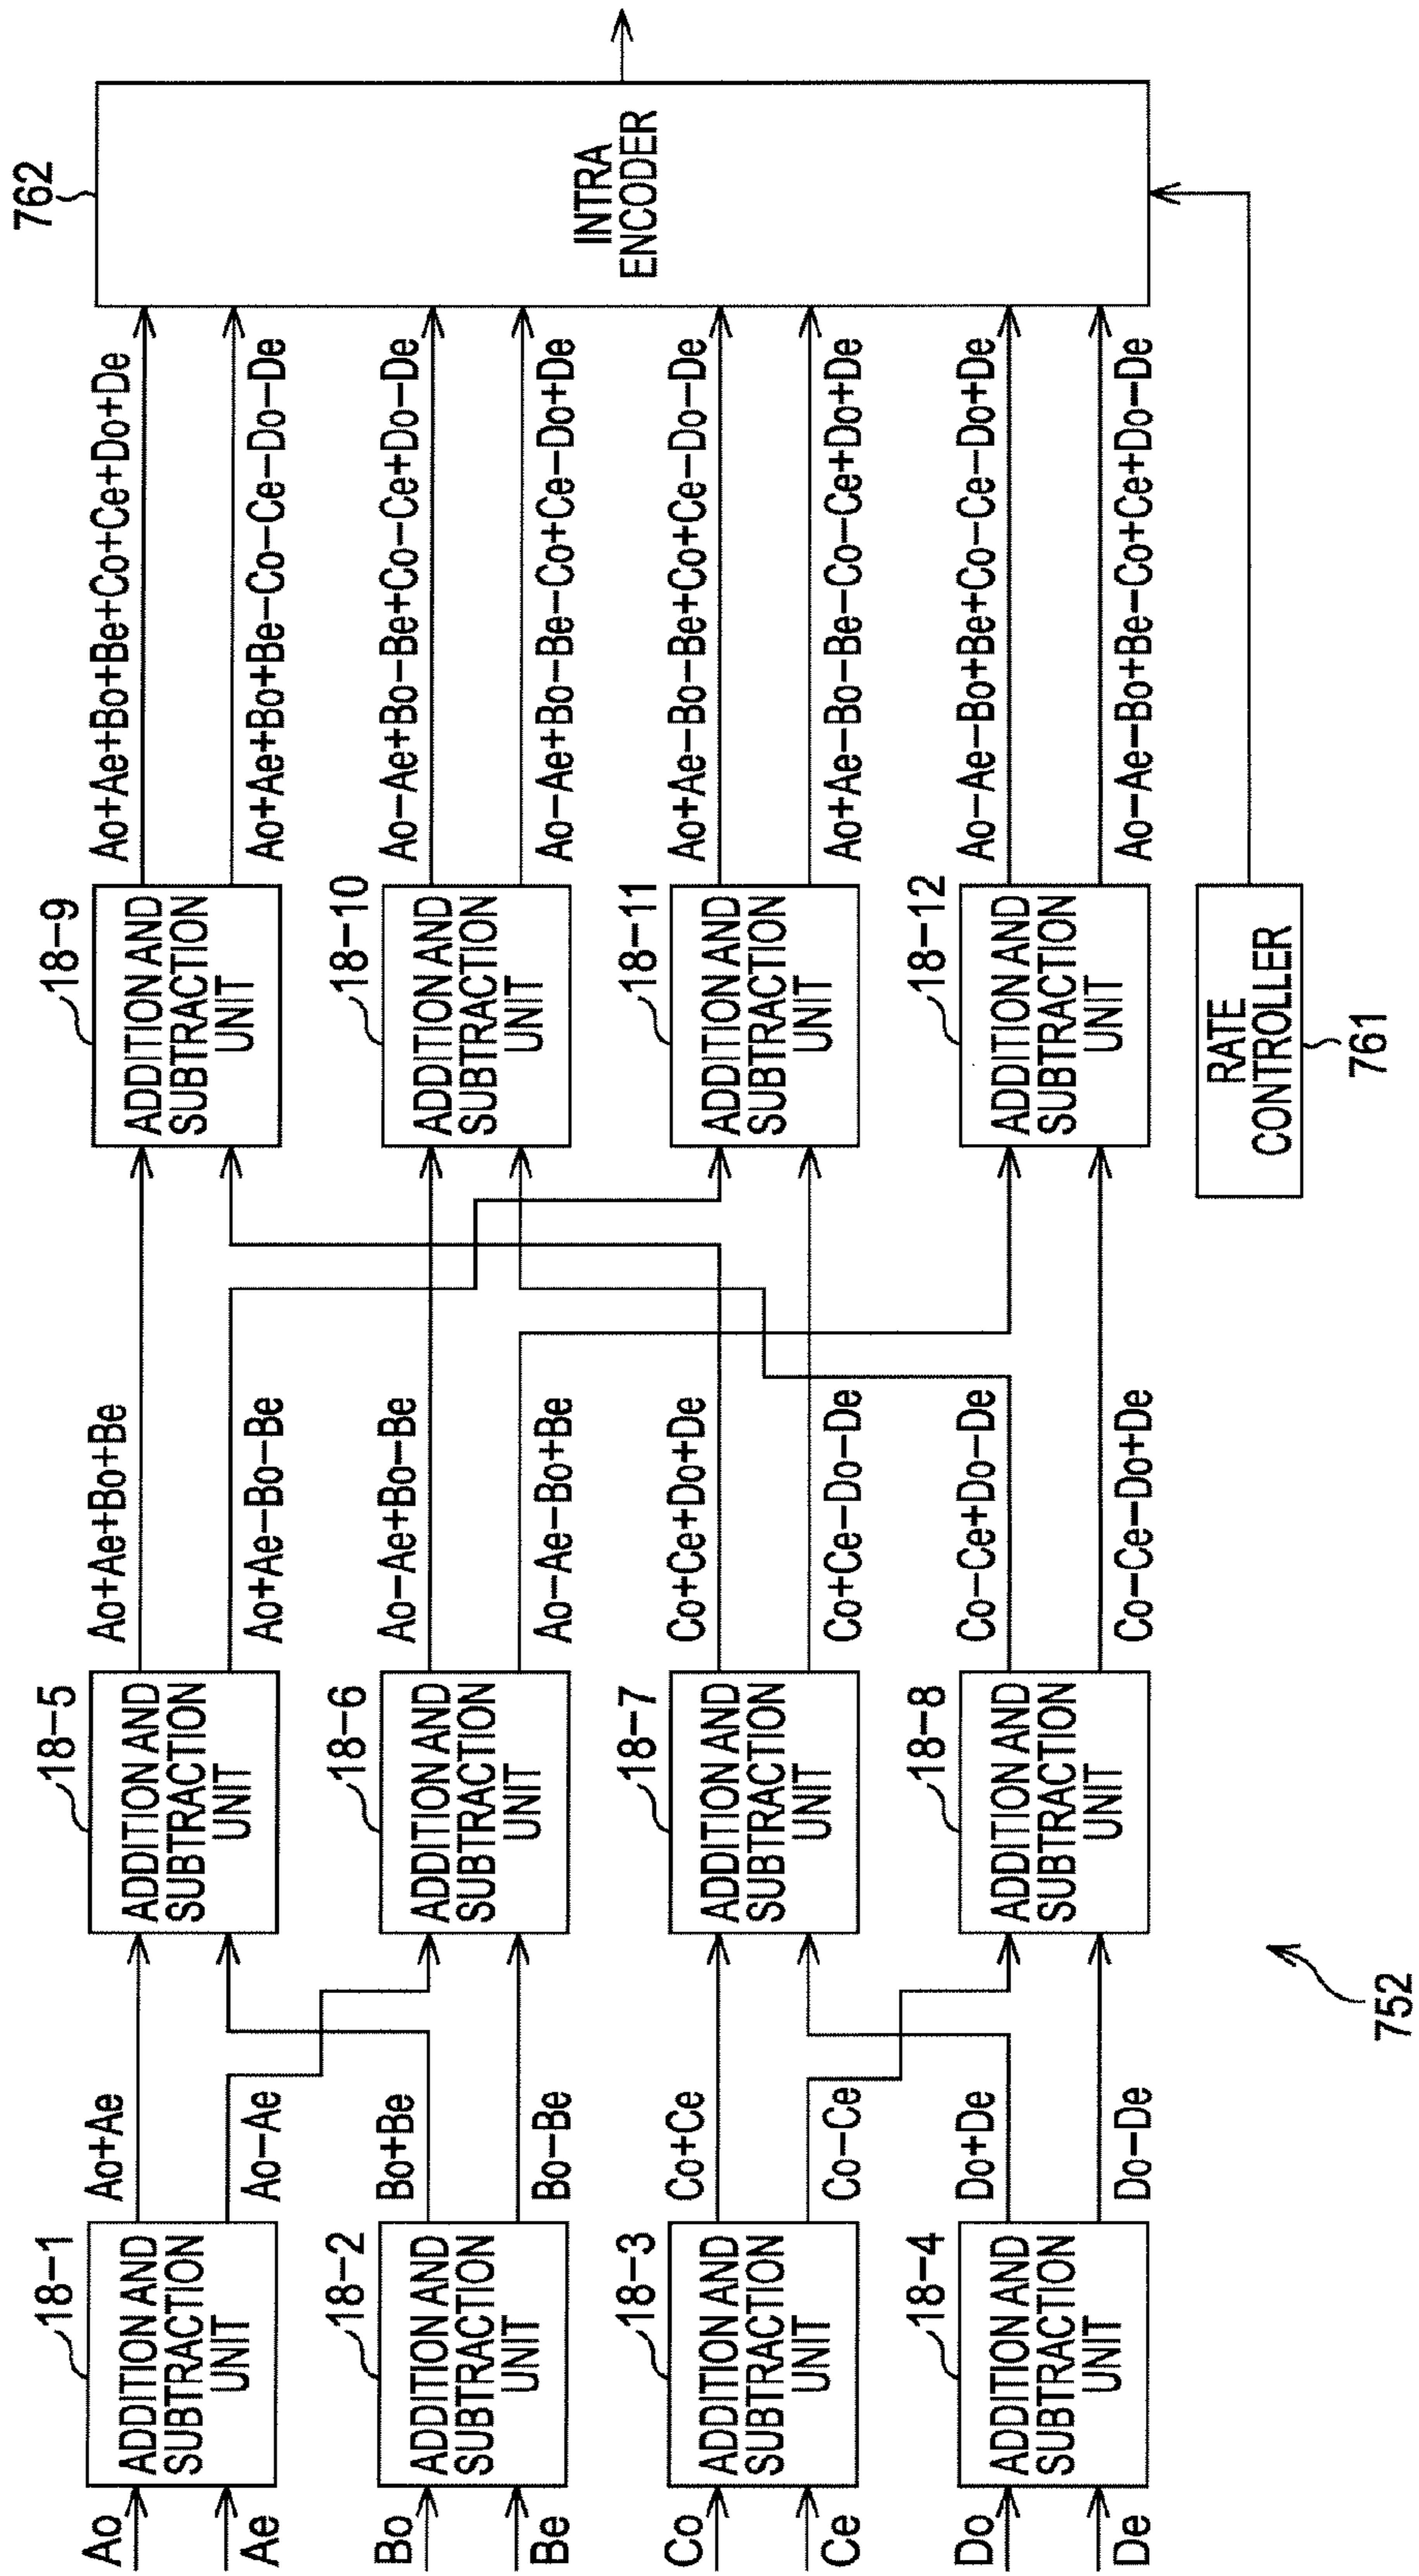 Ao
Ae
Bo
Be
Co
Ce
Do
De
18-1
ADDITION AND
SUBTRACTION
UNIT
18-2
ADDITION AND
SUBTRACTION
UNIT
18-3
ADDITION AND
SUBTRACTION
UNIT
18-4
ADDITION AND
SUBTRACTION
UNIT
Ao+Ae
Ao−Ae
Bo+Be
Bo−Be
Co+Ce
Co−Ce
Do+De
Do−De
18-5
ADDITION AND
SUBTRACTION
UNIT
18-6
ADDITION AND
SUBTRACTION
UNIT
18-7
ADDITION AND
SUBTRACTION
UNIT
18-8
ADDITION AND
SUBTRACTION
UNIT
Ao+Ae+Bo+Be
Ao+Ae−Bo−Be
Ao−Ae+Bo−Be
Ao−Ae−Bo+Be
Co+Ce+Do+De
Co+Ce−Do−De
Co−Ce+Do−De
Co−Ce−Do+De
18-9
ADDITION AND
SUBTRACTION
UNIT
18-10
ADDITION AND
SUBTRACTION
UNIT
18-11
ADDITION AND
SUBTRACTION
UNIT
18-12
ADDITION AND
SUBTRACTION
UNIT
Ao+Ae+Bo+Be+Co+Ce+Do+De
Ao+Ae+Bo+Be−Co−Ce−Do−De
Ao−Ae+Bo−Be+Co−Ce+Do−De
Ao−Ae+Bo−Be−Co+Ce−Do+De
Ao+Ae−Bo−Be+Co+Ce−Do−De
Ao+Ae−Bo−Be−Co−Ce+Do+De
Ao−Ae−Bo+Be+Co−Ce−Do+De
Ao−Ae−Bo+Be−Co+Ce+Do−De
RATE
CONTROLLER
761
762
INTRA
ENCODER
752